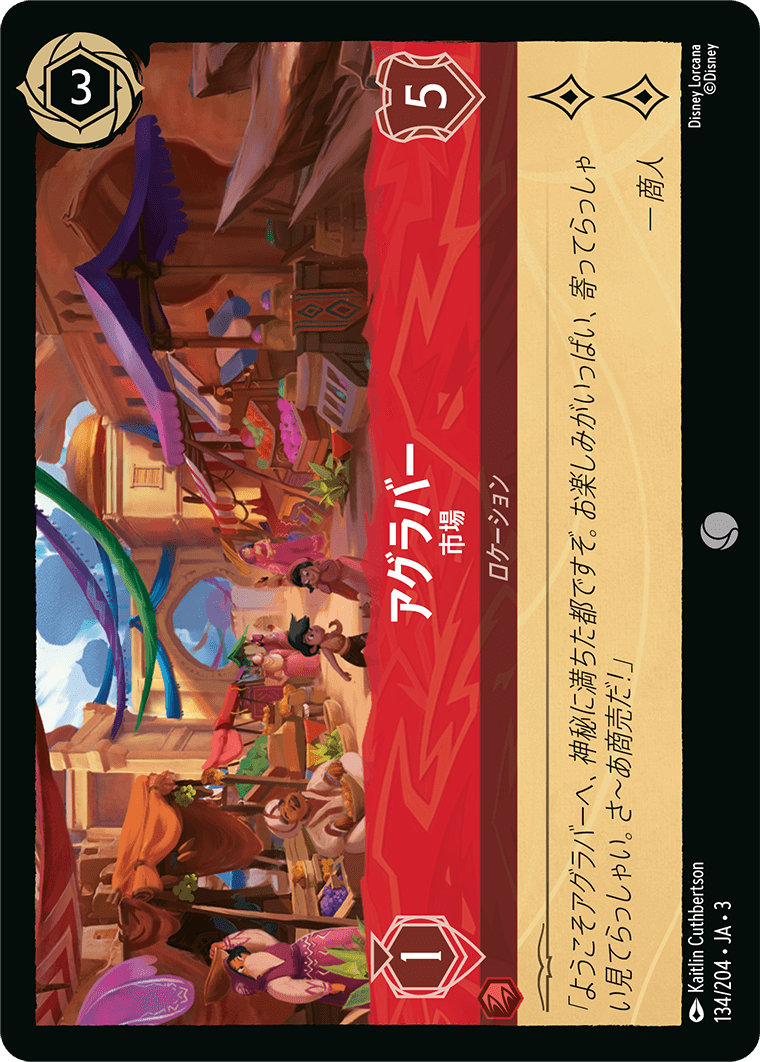 3
1
アグラバー
市場
5
ロケーション
「ようこそアグラバーへ、神秘に満ちた都ですぞ。お楽しみがいっぱい、寄ってらっしゃ
い見てらっしゃい。さ～あ商売だ！」
ー商人
Kaitlin Cuthbertson
134/204・JA・3
Disney Lorcana
©Disney